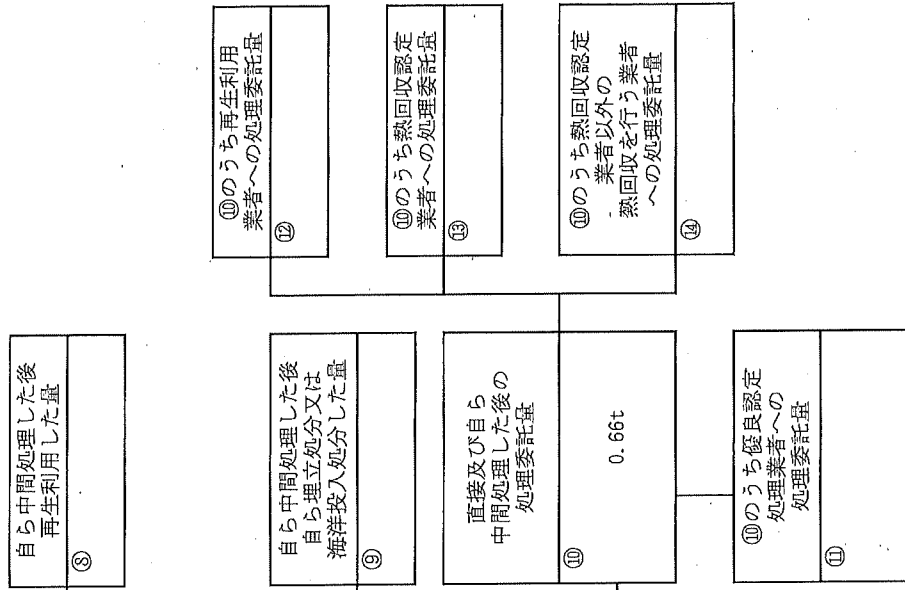 自ら中間処理した後
再生利用した量
⑧
自ら中間処理した後
自ら埋立処分又は
海洋投入処分した量
⑨
直接及び自ら
中間処理した後の
処理委託量
⑩
0.66t
⑩のうち優良認定
処理業者への
処理委託量
⑪
⑩のうち再生利用
業者への処理委託量
⑫
⑩のうち熱回収認定
業者への処理委託量
⑬
⑩のうち熱回収認定
業者以外の
熱回収を行う業者
への処理委託量
⑭